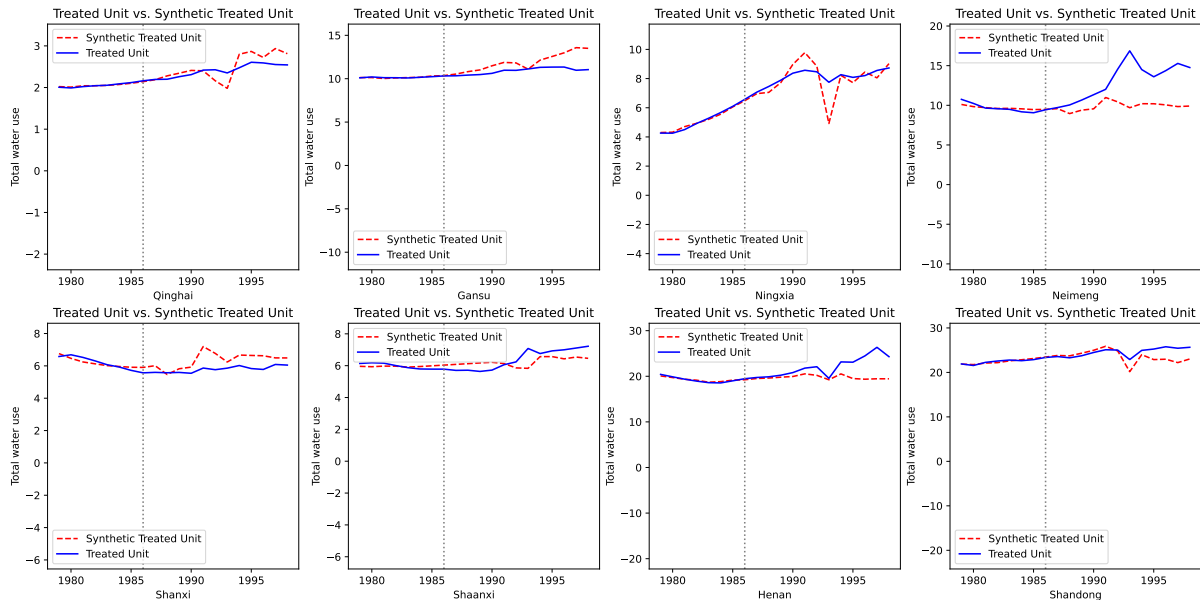 Treated Unit vs. Synthetic Treated Unit
Synthetic Treated Unit
Treated Unit
Total water use
3
2
1
0
−1
−2
1980 1985 1990 1995
Qinghai
Treated Unit vs. Synthetic Treated Unit
Total water use
15
10
5
0
−5
−10
Synthetic Treated Unit
Treated Unit
1980 1985 1990 1995
Gansu
Treated Unit vs. Synthetic Treated Unit
Total water use
10
8
6
4
2
0
−2
−4
Synthetic Treated Unit
Treated Unit
1980 1985 1990 1995
Ningxia
Treated Unit vs. Synthetic Treated Unit
Synthetic Treated Unit
Treated Unit
Total water use
20
15
10
5
0
−5
−10
1980 1985 1990 1995
Neimeng
Treated Unit vs. Synthetic Treated Unit
Total water use
8
6
4
2
0
−2
−4
−6
Synthetic Treated Unit
Treated Unit
1980 1985 1990 1995
Shanxi
Treated Unit vs. Synthetic Treated Unit
Synthetic Treated Unit
Treated Unit
Total water use
8
6
4
2
0
−2
−4
−6
1980 1985 1990 1995
Shaanxi
Treated Unit vs. Synthetic Treated Unit
Synthetic Treated Unit
Treated Unit
Total water use
30
20
10
0
−10
−20
1980 1985 1990 1995
Henan
Treated Unit vs. Synthetic Treated Unit
Total water use
30
20
10
0
−10
−20
Synthetic Treated Unit
Treated Unit
1980 1985 1990 1995
Shandong